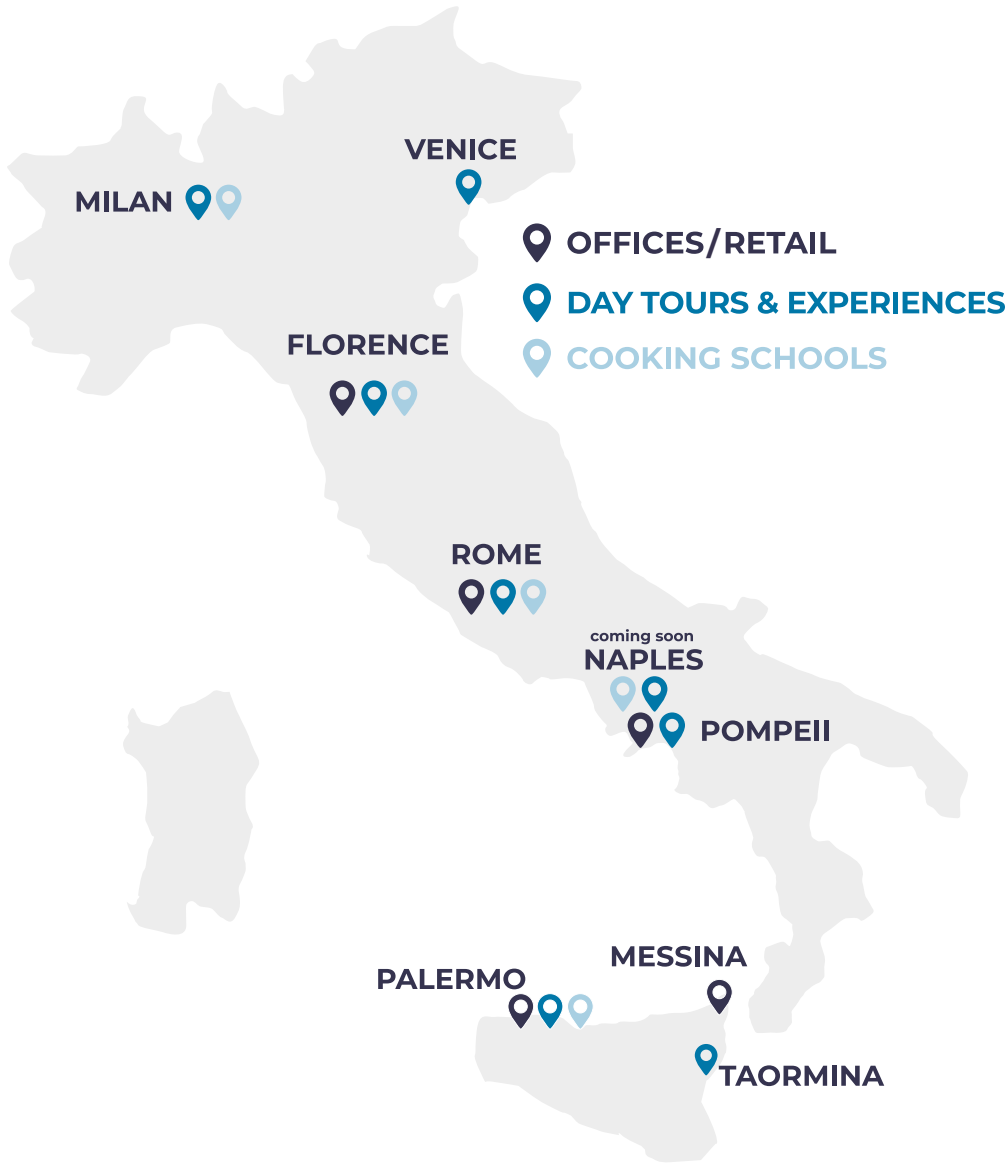 VENICE
MILAN
OFFICES/RETAIL
DAY TOURS & EXPERIENCES
FLORENCE
COOKING SCHOOLS
ROME
coming soon
NAPLES
POMPEII
MESSINA
PALERMO
TAORMINA